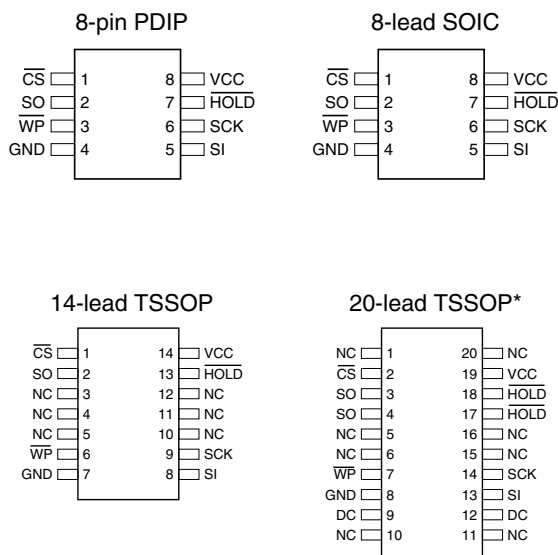 8-pin PDIP
CS 1 8 VCC
SO 2 7 HOLD
WP 3 6 SCK
GND 4 5 SI
8-lead SOIC
CS 1 8 VCC
SO 2 7 HOLD
WP 3 6 SCK
GND 4 5 SI
14-lead TSSOP
CS 1 14 VCC
SO 2 13 HOLD
NC 3 12 NC
NC 4 11 NC
NC 5 10 NC
WP 6 9 SCK
GND 7 8 SI
20-lead TSSOP*
NC 1 20 NC
CS 2 19 VCC
SO 3 18 HOLD
SO 4 17 HOLD
NC 5 16 NC
NC 6 15 NC
WP 7 14 SCK
GND 8 13 SI
DC 9 12 DC
NC 10 11 NC